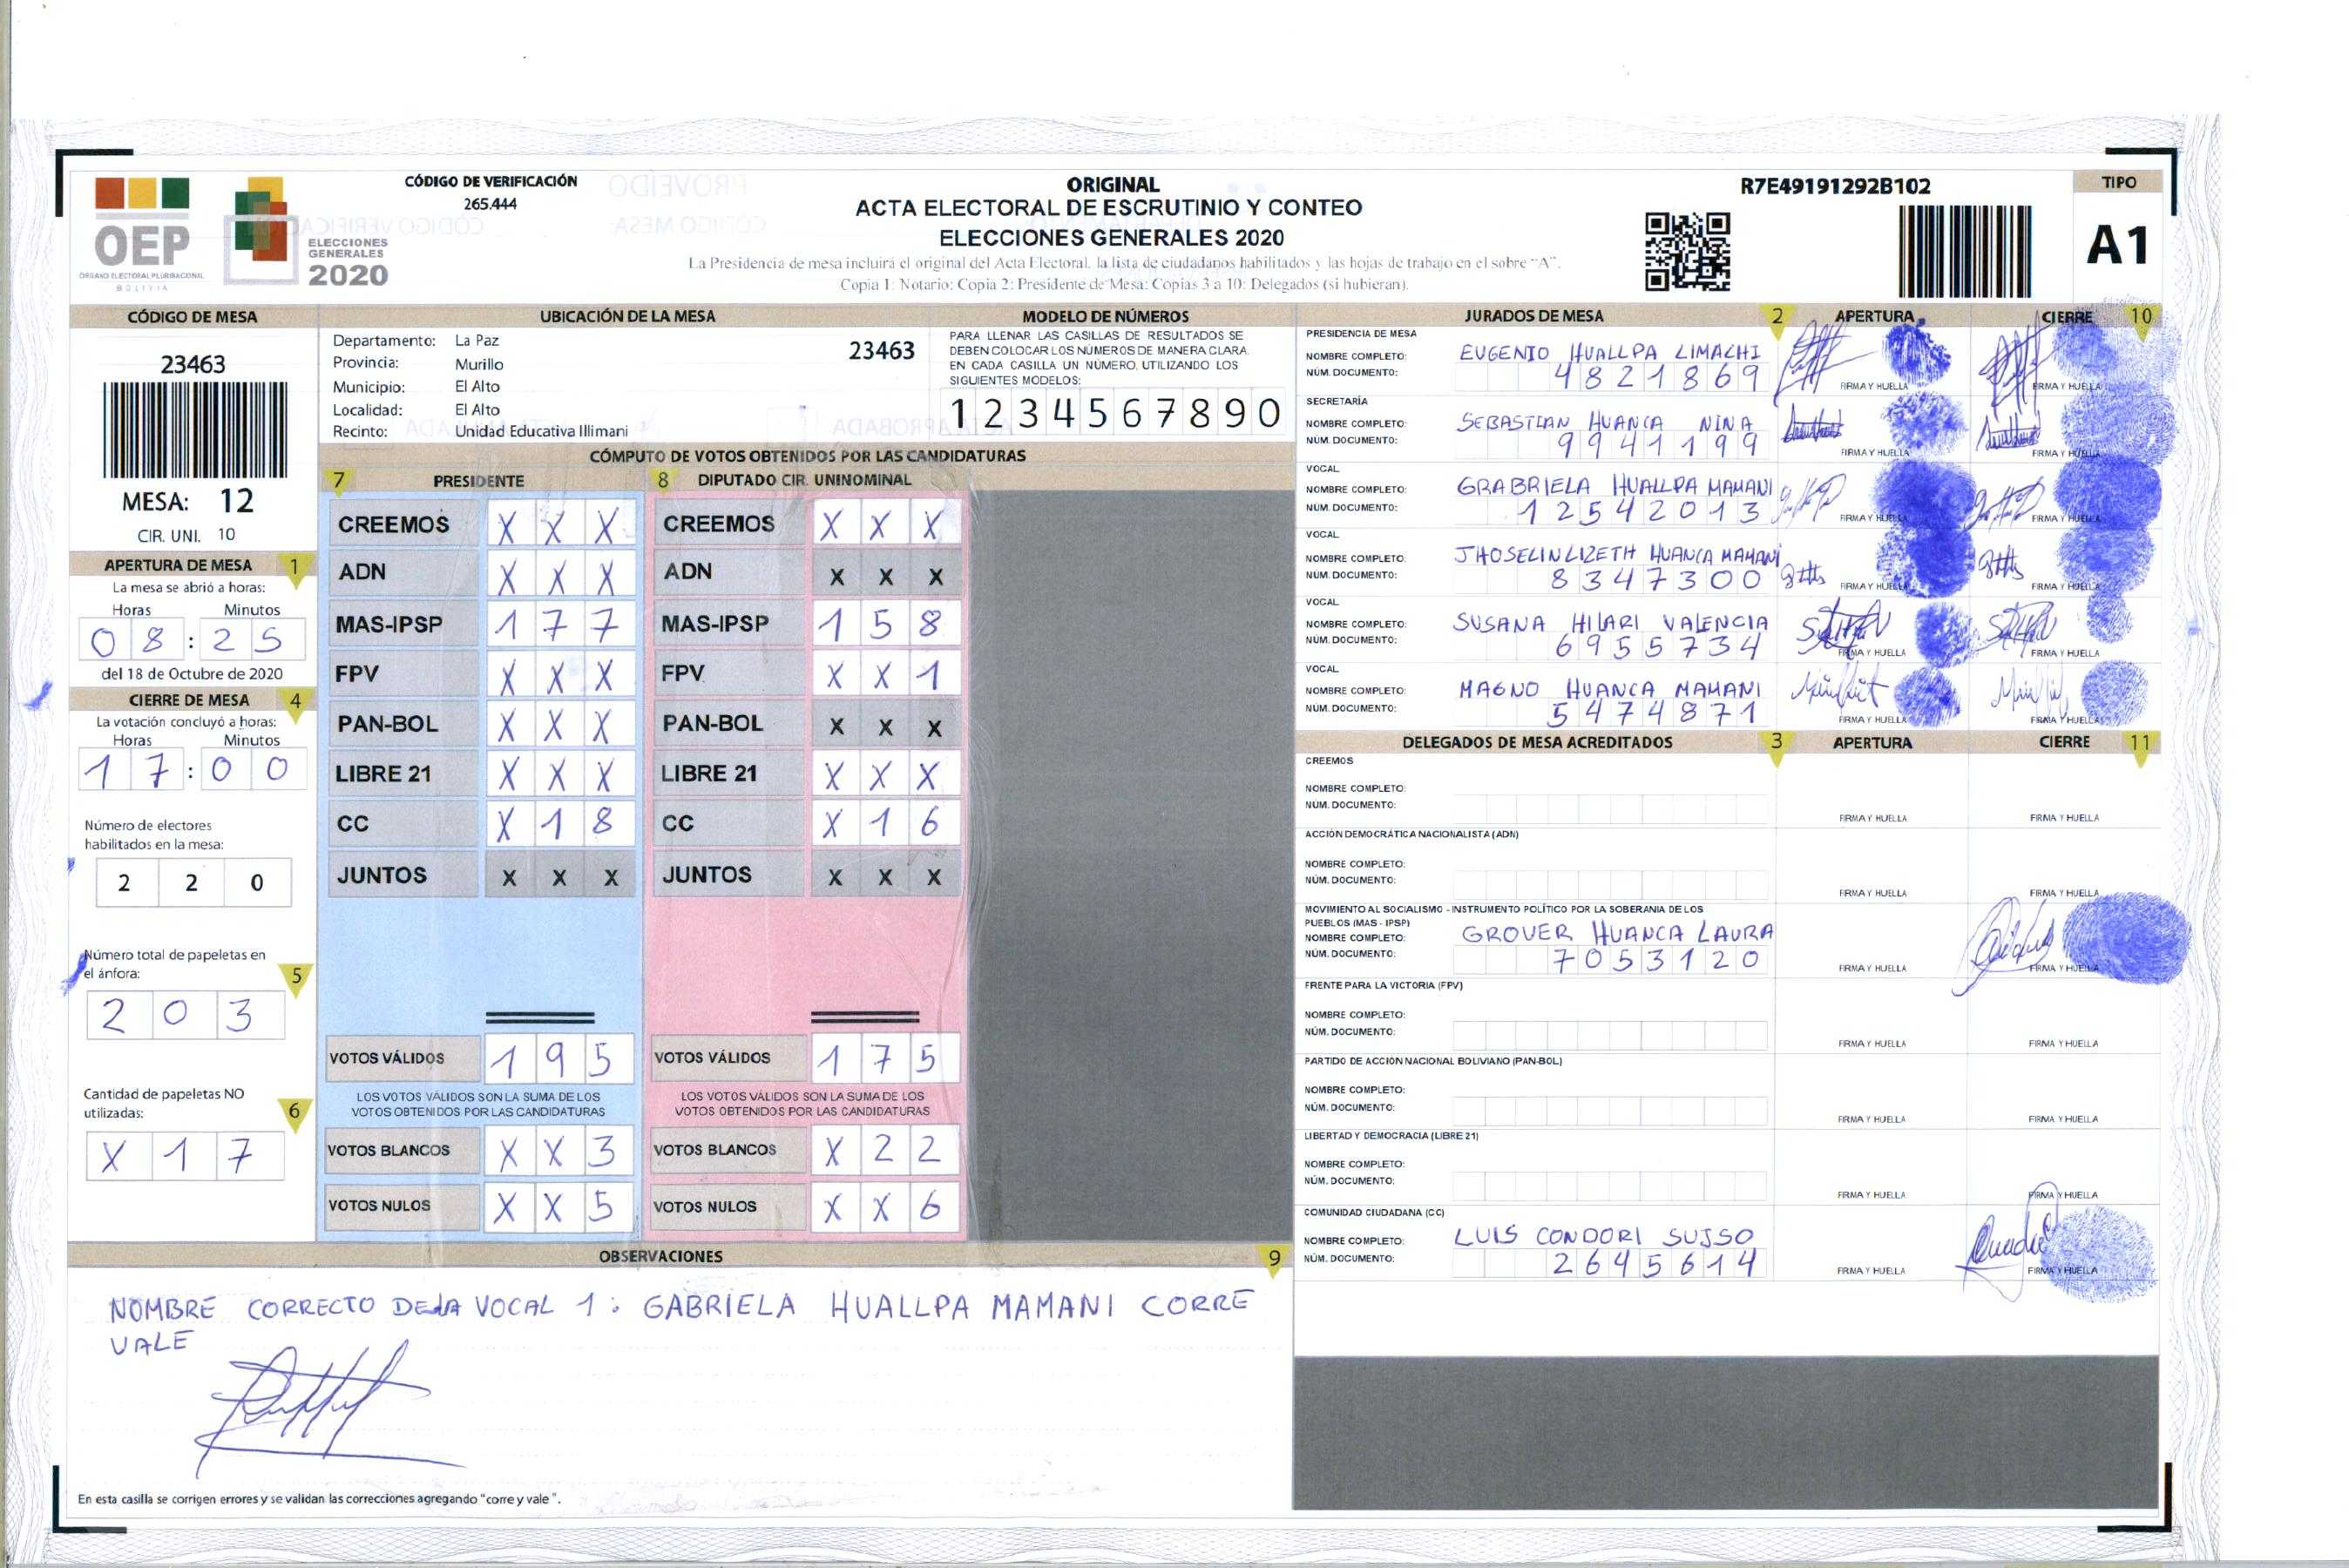 CÓDIGO DE VERIFICACIÓN
265.444
ORIGINAL
ACTA ELECTORAL DE ESCRUTINIO Y CONTEO
ELECCIONES GENERALES 2020
La Presidencia de mesa incluirá el original del Acta Electoral, la lista de ciudadanos habilitados y las hojas de trabajo en el sobre "A".
Copia 1: Notario; Copia 2: Presidente de Mesa; Copias 3 a 10: Delegados (si hubieran).
R7E49191292B102
TIPO
A1
OEP
ÓRGANO ELECTORAL PLURINACIONAL
BOLIVIA
ELECCIONES
GENERALES
2020
CÓDIGO DE MESA
23463
MESA: 12
CIR. UNI. 10
APERTURA DE MESA 1
La mesa se abrió a horas:
Horas Minutos
08:25
del 18 de Octubre de 2020
CIERRE DE MESA 4
La votación concluyó a horas:
Horas Minutos
17:00
Número de electores
habilitados en la mesa:
2 2 0
Número total de papeletas en
el ánfora: 5
2 0 3
Cantidad de papeletas NO
utilizadas: 6
X 1 7
UBICACIÓN DE LA MESA
Departamento: La Paz 23463
Provincia: Murillo
Municipio: El Alto
Localidad: El Alto
Recinto: Unidad Educativa Illimani
MODELO DE NÚMEROS
PARA LLENAR LAS CASILLAS DE RESULTADOS SE
DEBEN COLOCAR LOS NÚMEROS DE MANERA CLARA.
EN CADA CASILLA UN NÚMERO, UTILIZANDO LOS
SIGUIENTES MODELOS:
1 2 3 4 5 6 7 8 9 0
CÓMPUTO DE VOTOS OBTENIDOS POR LAS CANDIDATURAS
7 PRESIDENTE 8 DIPUTADO CIR. UNINOMINAL
CREEMOS X X X CREEMOS X X X
ADN X X X ADN X X X
MAS-IPSP 1 7 7 MAS-IPSP 1 5 8
FPV X X X FPV X X 1
PAN-BOL X X X PAN-BOL X X X
LIBRE 21 X X X LIBRE 21 X X X
CC X 1 8 CC X 1 6
JUNTOS X X X JUNTOS X X X
VOTOS VÁLIDOS 1 9 5 VOTOS VÁLIDOS 1 7 5
LOS VOTOS VÁLIDOS SON LA SUMA DE LOS LOS VOTOS VÁLIDOS SON LA SUMA DE LOS
VOTOS OBTENIDOS POR LAS CANDIDATURAS VOTOS OBTENIDOS POR LAS CANDIDATURAS
VOTOS BLANCOS X X 3 VOTOS BLANCOS X 2 2
VOTOS NULOS X X 5 VOTOS NULOS X X 6
OBSERVACIONES 9
NOMBRE CORRECTO DE LA VOCAL 1: GABRIELA HUALLPA MAMANI CORRE
VALE
En esta casilla se corrigen errores y se validan las correcciones agregando "corre y vale".
JURADOS DE MESA 2 APERTURA CIERRE 10
PRESIDENCIA DE MESA
NOMBRE COMPLETO: EUGENIO HUALLPA LIMACHI
NÚM. DOCUMENTO: 4821869 FIRMA Y HUELLA FIRMA Y HUELLA
SECRETARÍA
NOMBRE COMPLETO: SEBASTIAN HUANCA NINA
NÚM. DOCUMENTO: 9941199 FIRMA Y HUELLA FIRMA Y HUELLA
VOCAL
NOMBRE COMPLETO: GRABRIELA HUALLPA MAMANI
NÚM. DOCUMENTO: 12542013 FIRMA Y HUELLA FIRMA Y HUELLA
VOCAL
NOMBRE COMPLETO: JHOSELIN LIZETH HUANCA MAMANI
NÚM. DOCUMENTO: 8347300 FIRMA Y HUELLA FIRMA Y HUELLA
VOCAL
NOMBRE COMPLETO: SUSANA HILARI VALENCIA
NÚM. DOCUMENTO: 6955734 FIRMA Y HUELLA FIRMA Y HUELLA
VOCAL
NOMBRE COMPLETO: MAGNO HUANCA MAMANI
NÚM. DOCUMENTO: 5474871 FIRMA Y HUELLA FIRMA Y HUELLA
DELEGADOS DE MESA ACREDITADOS 3 APERTURA CIERRE 11
CREEMOS
NOMBRE COMPLETO:
NÚM. DOCUMENTO: FIRMA Y HUELLA FIRMA Y HUELLA
ACCIÓN DEMOCRÁTICA NACIONALISTA (ADN)
NOMBRE COMPLETO:
NÚM. DOCUMENTO: FIRMA Y HUELLA FIRMA Y HUELLA
MOVIMIENTO AL SOCIALISMO - INSTRUMENTO POLÍTICO POR LA SOBERANIA DE LOS
PUEBLOS (MAS - IPSP)
NOMBRE COMPLETO: GROVER HUANCA LAURA
NÚM. DOCUMENTO: 7053120 FIRMA Y HUELLA FIRMA Y HUELLA
FRENTE PARA LA VICTORIA (FPV)
NOMBRE COMPLETO:
NÚM. DOCUMENTO: FIRMA Y HUELLA FIRMA Y HUELLA
PARTIDO DE ACCIÓN NACIONAL BOLIVIANO (PAN-BOL)
NOMBRE COMPLETO:
NÚM. DOCUMENTO: FIRMA Y HUELLA FIRMA Y HUELLA
LIBERTAD Y DEMOCRACIA (LIBRE 21)
NOMBRE COMPLETO:
NÚM. DOCUMENTO: FIRMA Y HUELLA FIRMA Y HUELLA
COMUNIDAD CIUDADANA (CC)
NOMBRE COMPLETO: LUIS CONDORI SUJSO
NÚM. DOCUMENTO: 2645614 FIRMA Y HUELLA FIRMA Y HUELLA